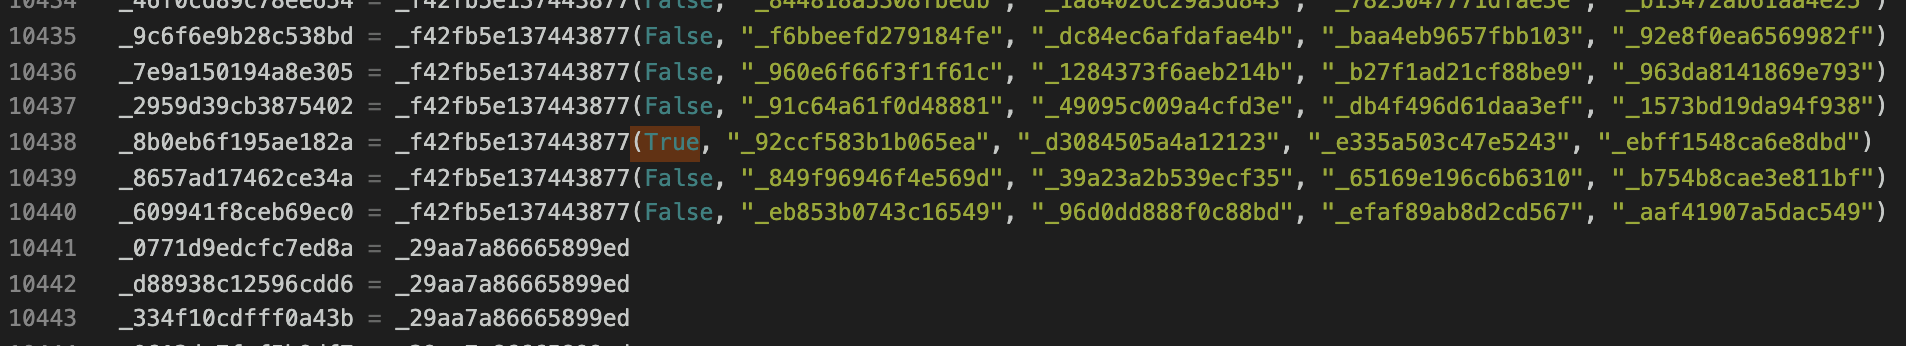 10435 _9c6f6e9b28c538bd = _f42fb5e137443877(False, "_f6bbeefd279184fe", "_dc84ec6afdafae4b", "_baa4eb9657fbb103", "_92e8f0ea6569982f")
10436 _7e9a150194a8e305 = _f42fb5e137443877(False, "_960e6f66f3f1f61c", "_1284373f6aeb214b", "_b27f1ad21cf88be9", "_963da8141869e793")
10437 _2959d39cb3875402 = _f42fb5e137443877(False, "_91c64a61f0d48881", "_49095c009a4cfd3e", "_db4f496d61daa3ef", "_1573bd19da94f938")
10438 _8b0eb6f195ae182a = _f42fb5e137443877(True, "_92ccf583b1b065ea", "_d3084505a4a12123", "_e335a503c47e5243", "_ebff1548ca6e8dbd")
10439 _8657ad17462ce34a = _f42fb5e137443877(False, "_849f96946f4e569d", "_39a23a2b539ecf35", "_65169e196c6b6310", "_b754b8cae3e811bf")
10440 _609941f8ceb69ec0 = _f42fb5e137443877(False, "_eb853b0743c16549", "_96d0dd888f0c88bd", "_efaf89ab8d2cd567", "_aaf41907a5dac549")
10441 _0771d9edcfc7ed8a = _29aa7a86665899ed
10442 _d88938c12596cdd6 = _29aa7a86665899ed
10443 _334f10cdfff0a43b = _29aa7a86665899ed